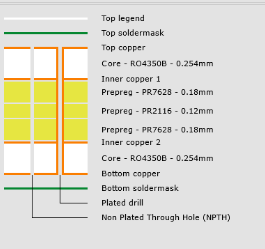 Top legend
Top soldermask
Top copper
Core - RO4350B - 0.254mm
Inner copper 1
Prepreg - PR7628 - 0.18mm
Prepreg - PR2116 - 0.12mm
Prepreg - PR7628 - 0.18mm
Inner copper 2
Core - RO4350B - 0.254mm
Bottom copper
Bottom soldermask
Plated drill
Non Plated Through Hole (NPTH)